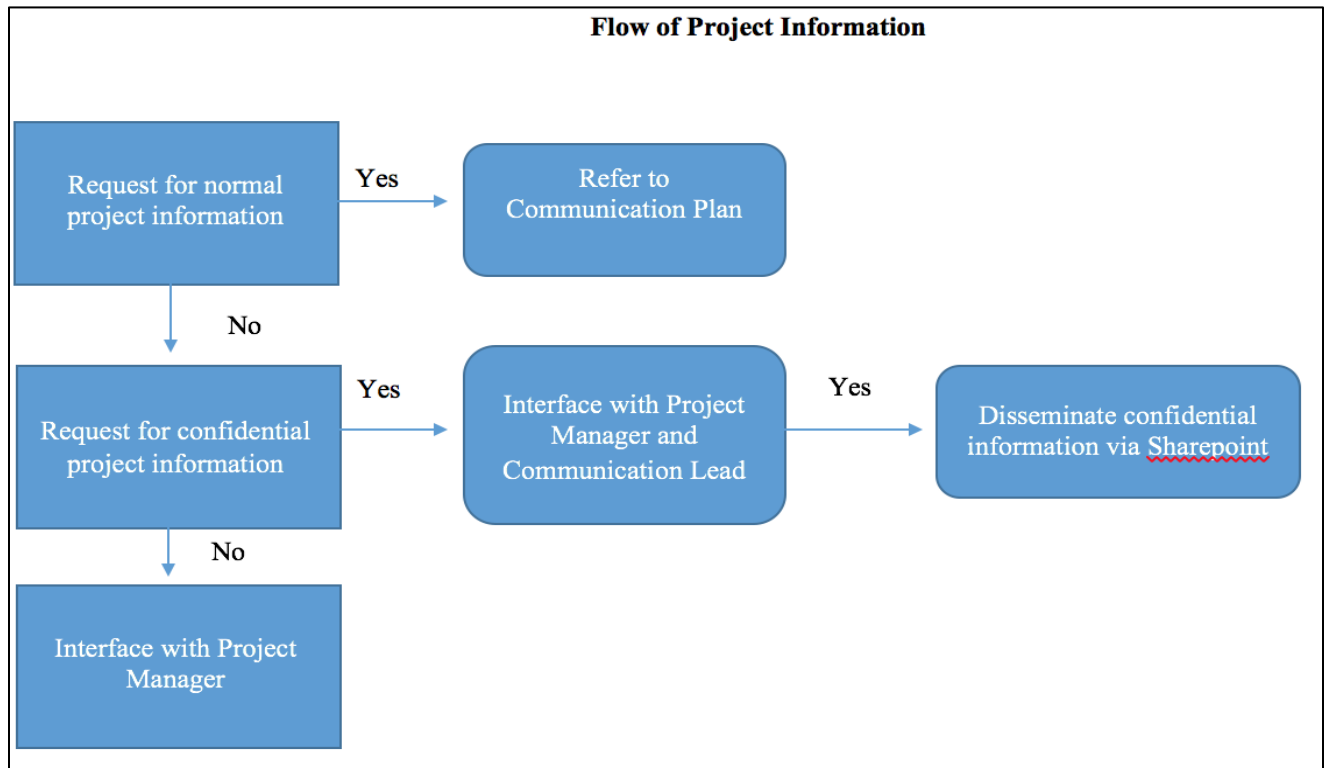 Flow of Project Information
Request for normal
project information
Yes
Refer to
Communication Plan
No
Request for confidential
project information
Yes
Interface with Project
Manager and
Communication Lead
Yes
Disseminate confidential
information via Sharepoint
No
Interface with Project
Manager